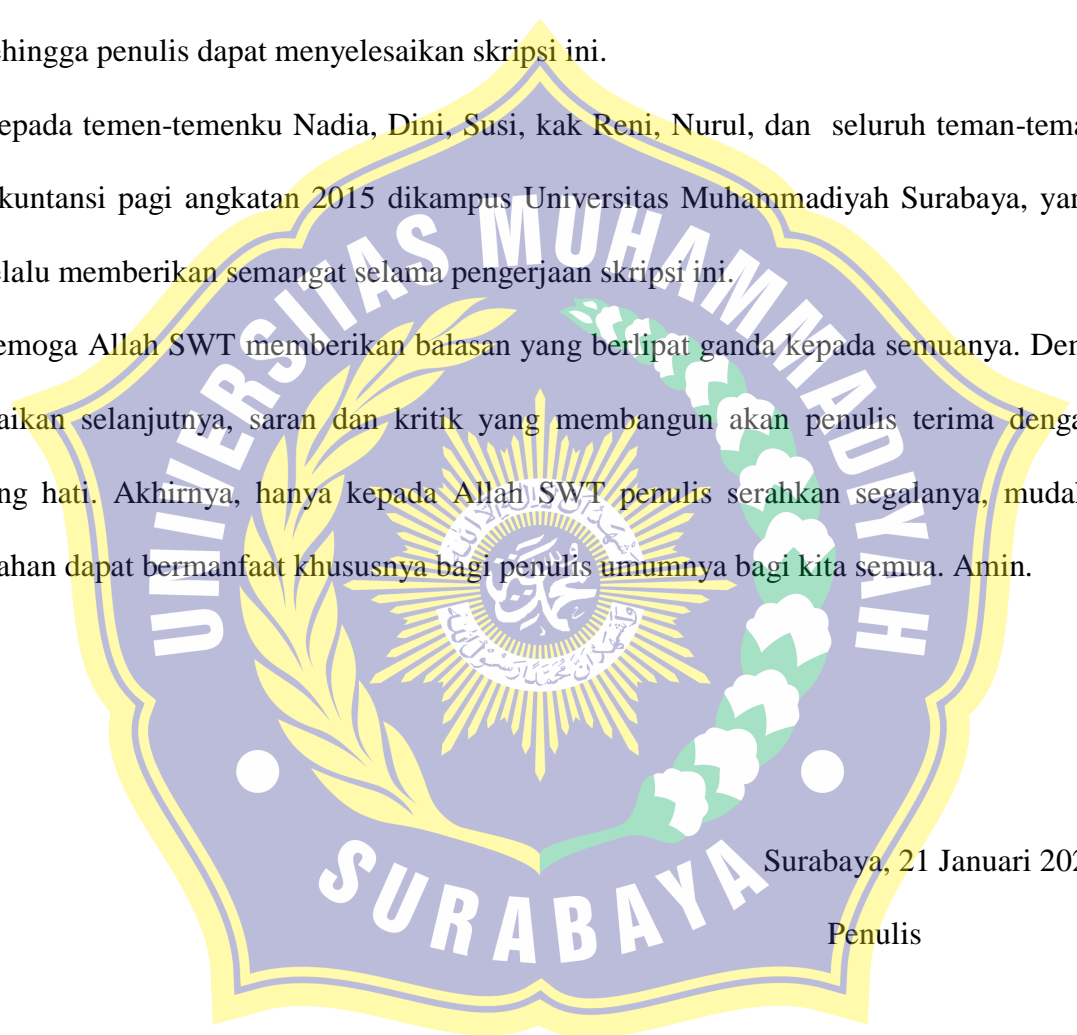 ehingga penulis dapat menyelesaikan skripsi ini.
epada temen-temenku Nadia, Dini, Susi, kak Reni, Nurul, dan seluruh teman-tema
kuntansi pagi angkatan 2015 dikampus Universitas Muhammadiyah Surabaya, yan
elalu memberikan semangat selama pengerjaan skripsi ini.
emoga Allah SWT memberikan balasan yang berlipat ganda kepada semuanya. Dem
aikan selanjutnya, saran dan kritik yang membangun akan penulis terima denga
ng hati. Akhirnya, hanya kepada Allah SWT penulis serahkan segalanya, mudah
ahan dapat bermanfaat khususnya bagi penulis umumnya bagi kita semua. Amin.
UNIVERSITAS MUHAMMADIYAH
محمد
SURABAYA
Surabaya, 21 Januari 202
Penulis